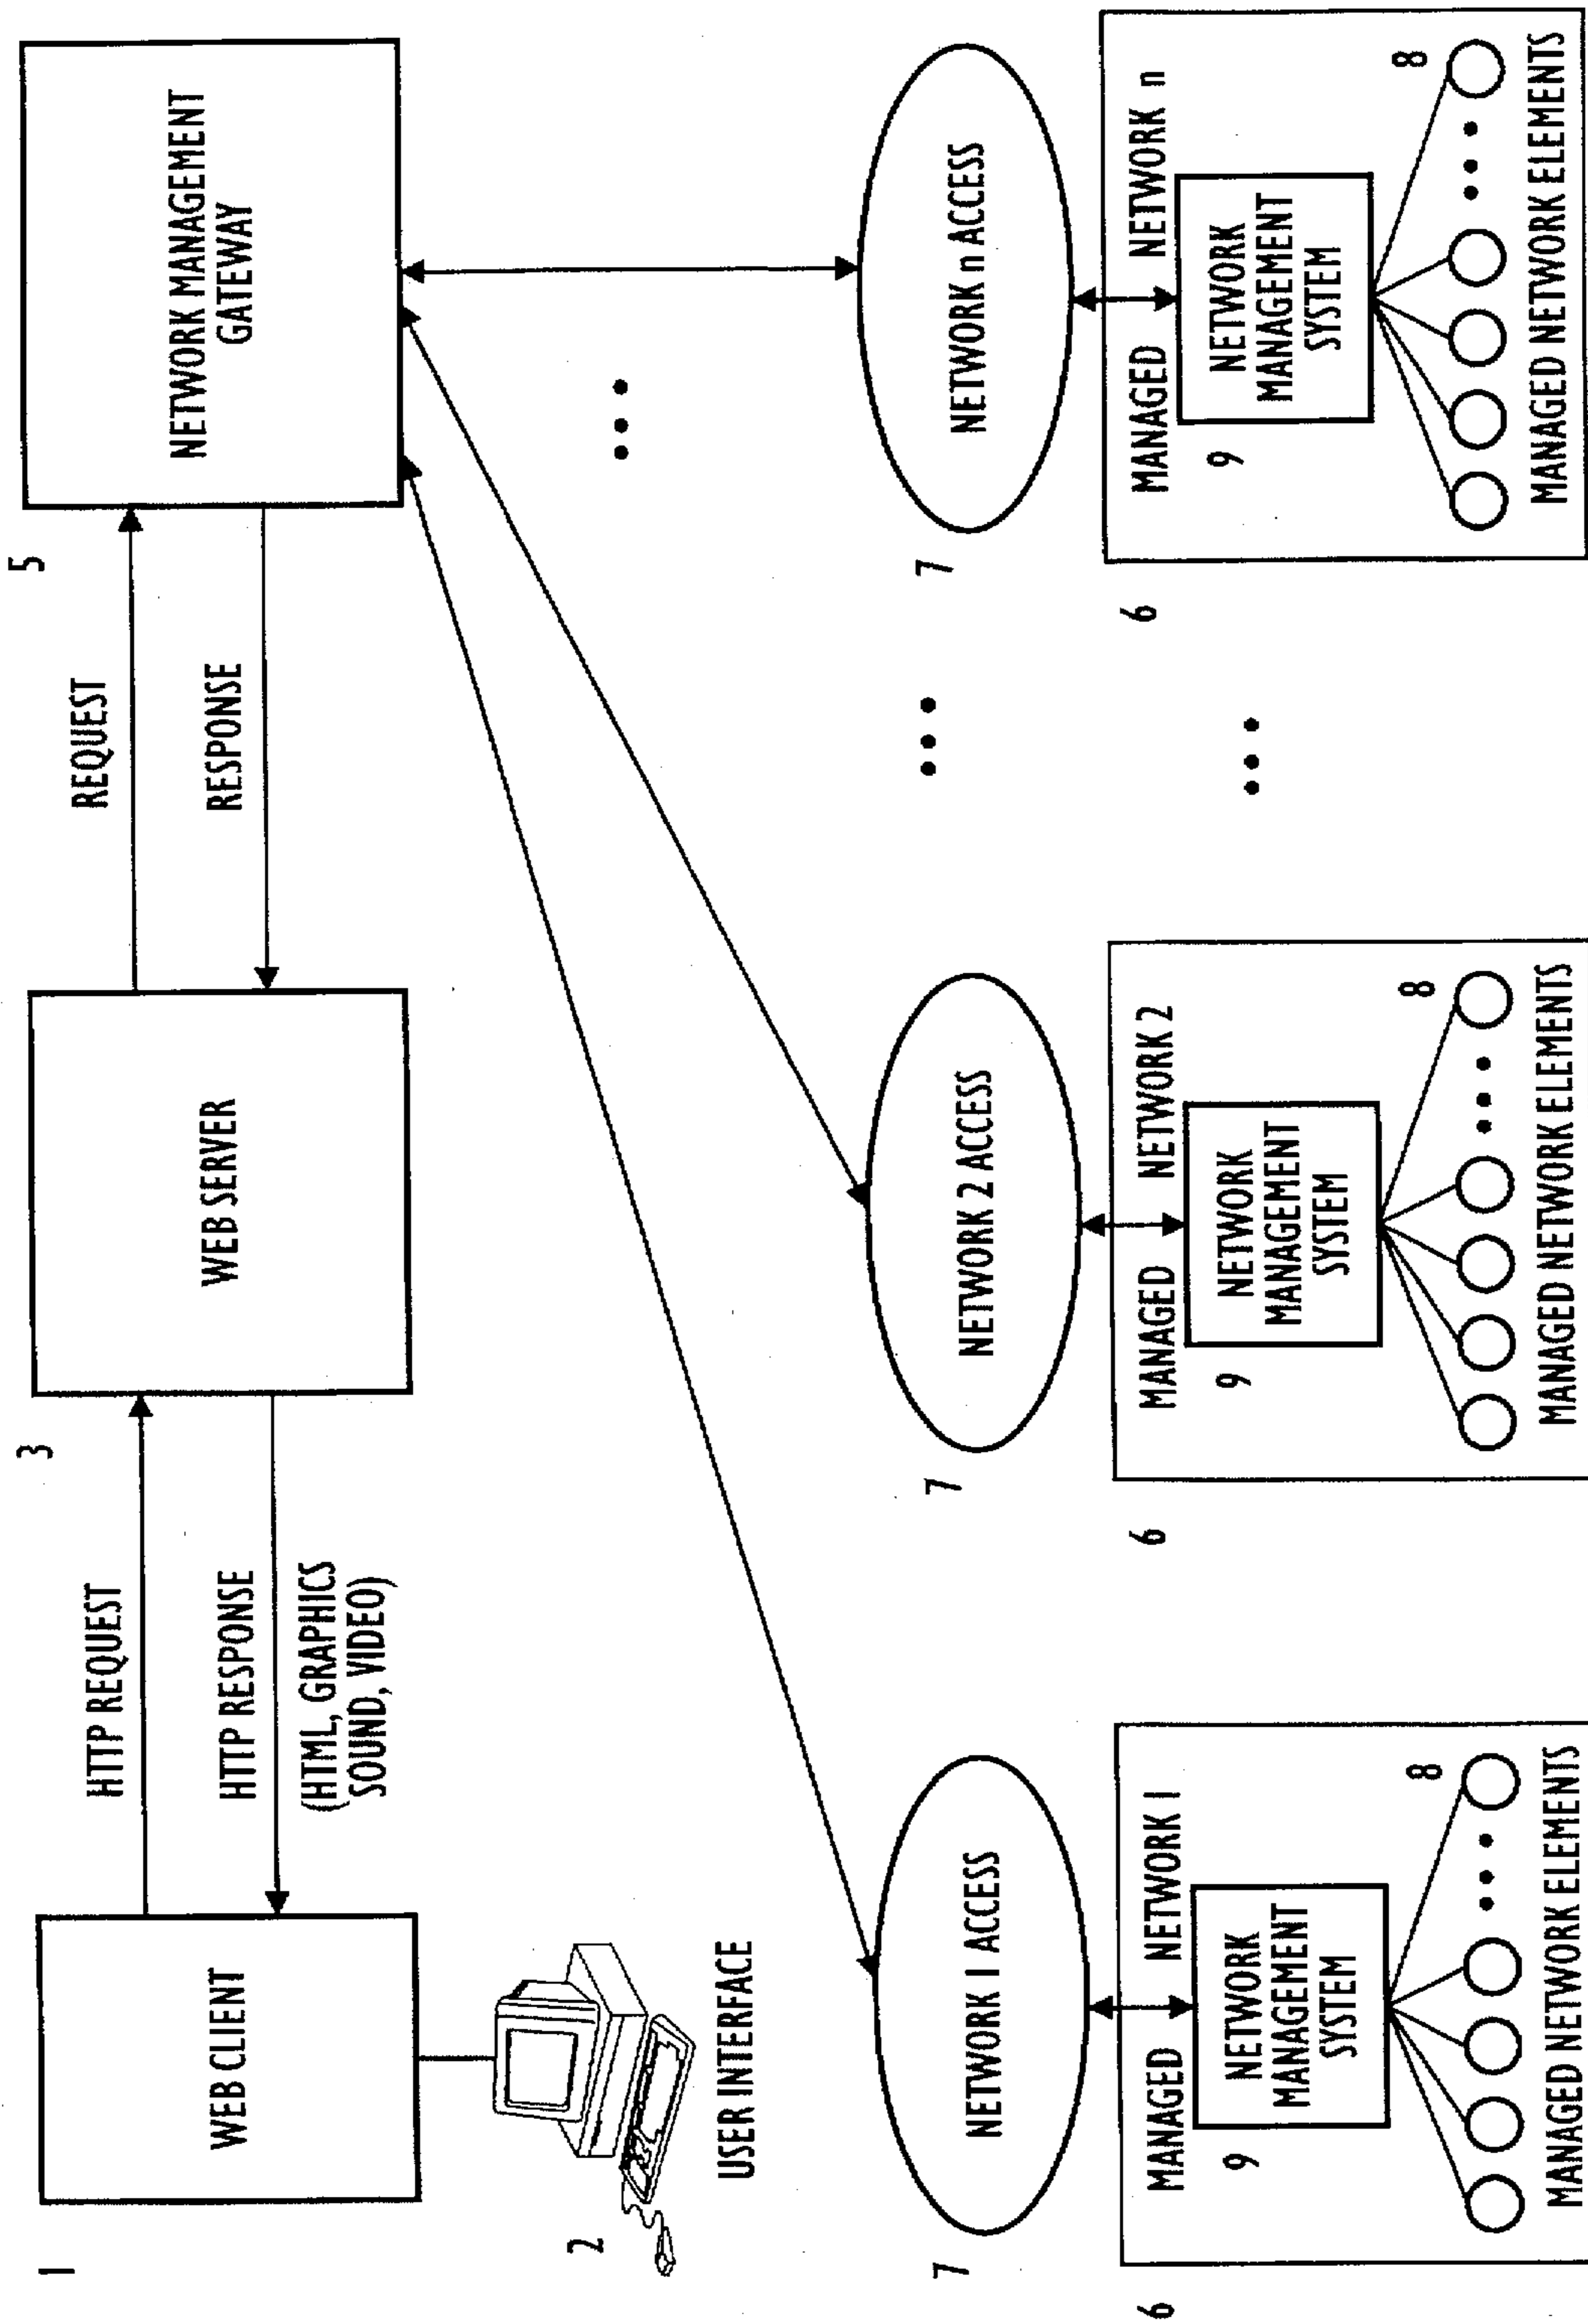 1
WEB CLIENT
HTTP REQUEST
HTTP RESPONSE
(HTML, GRAPHICS
SOUND, VIDEO)
3
WEB SERVER
REQUEST
RESPONSE
5
NETWORK MANAGEMENT
GATEWAY
2
USER INTERFACE
7
NETWORK 1 ACCESS
7
NETWORK 2 ACCESS
7
NETWORK n ACCESS
6
MANAGED NETWORK 1
9
NETWORK
MANAGEMENT
SYSTEM
8
MANAGED NETWORK ELEMENTS
6
MANAGED NETWORK 2
9
NETWORK
MANAGEMENT
SYSTEM
8
MANAGED NETWORK ELEMENTS
6
MANAGED NETWORK n
9
NETWORK
MANAGEMENT
SYSTEM
8
MANAGED NETWORK ELEMENTS